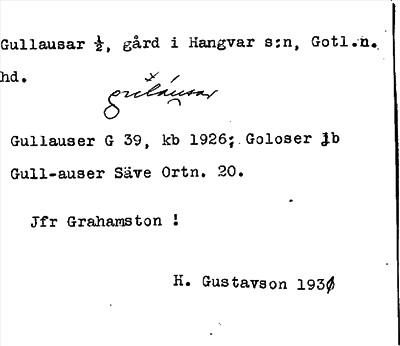 Gullausar ½, gård i Hangvar s:n, Gotl.n.
hd.
Gullauser G 39, kb 1926; Goloser jb
Gull-auser Säve Ortn. 20.
Jfr Grahamston !
H. Gustavson 1930